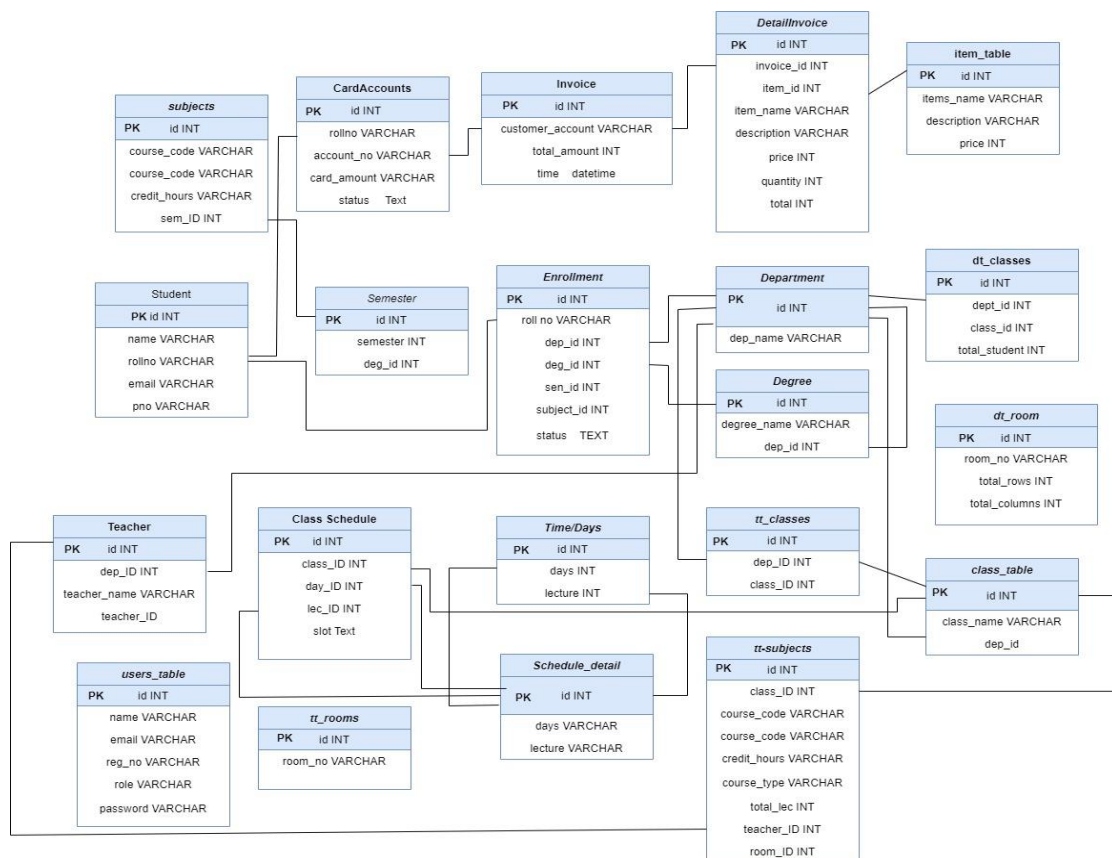 subjects
PK id INT
course_code VARCHAR
course_code VARCHAR
credit_hours VARCHAR
sem_ID INT
CardAccounts
PK id INT
rollno VARCHAR
account_no VARCHAR
card_amount VARCHAR
status Text
Invoice
PK id INT
customer_account VARCHAR
total_amount INT
time datetime
DetailInvoice
PK id INT
invoice_id INT
item_id INT
item_name VARCHAR
description VARCHAR
price INT
quantity INT
total INT
item_table
PK id INT
items_name VARCHAR
description VARCHAR
price INT
Student
PK id INT
name VARCHAR
rollno VARCHAR
email VARCHAR
pno VARCHAR
Semester
PK id INT
semester INT
deg_id INT
Enrollment
PK id INT
roll no VARCHAR
dep_id INT
deg_id INT
sen_id INT
subject_id INT
status TEXT
Department
PK id INT
dep_name VARCHAR
dt_classes
PK id INT
dept_id INT
class_id INT
total_student INT
Degree
PK id INT
degree_name VARCHAR
dep_id INT
dt_room
PK id INT
room_no VARCHAR
total_rows INT
total_columns INT
Teacher
PK id INT
dep_ID INT
teacher_name VARCHAR
teacher_ID
Class Schedule
PK id INT
class_ID INT
day_ID INT
lec_ID INT
slot Text
Time/Days
PK id INT
days INT
lecture INT
tt_classes
PK id INT
dep_ID INT
class_ID INT
class_table
PK id INT
class_name VARCHAR
dep_id
users_table
PK id INT
name VARCHAR
email VARCHAR
reg_no VARCHAR
role VARCHAR
password VARCHAR
tt_rooms
PK id INT
room_no VARCHAR
Schedule_detail
PK id INT
days VARCHAR
lecture VARCHAR
tt-subjects
PK id INT
class_ID INT
course_code VARCHAR
course_code VARCHAR
credit_hours VARCHAR
course_type VARCHAR
total_lec INT
teacher_ID INT
room_ID INT